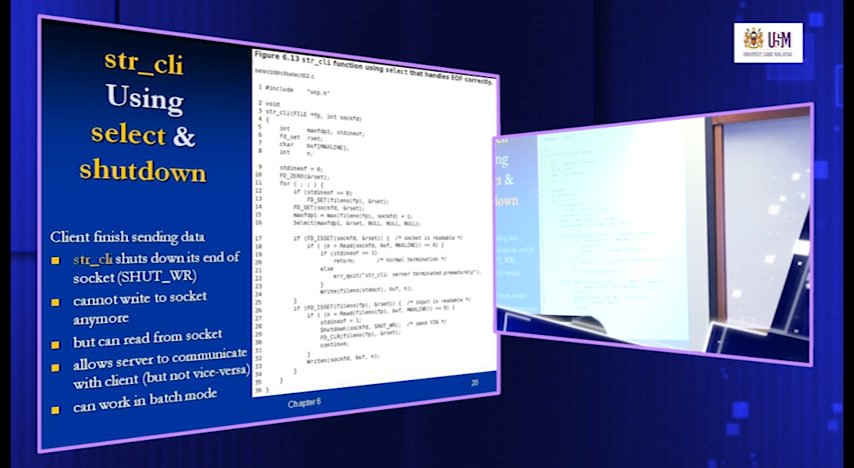 str_cli
Using
select &
shutdown
Client finish sending data
str_cli shuts down its end of
socket (SHUT_WR)
cannot write to socket
anymore
but can read from socket
allows server to communicate
with client (but not vice-versa)
can work in batch mode
Figure 6.13 str_cli function using select that handles EOF correctly.
select/strcliselect02.c
1 #include "unp.h"
2 void
3 str_cli(FILE *fp, int sockfd)
4 {
5 int maxfdp1, stdineof;
6 fd_set rset;
7 char buf[MAXLINE];
8 int n;
9 stdineof = 0;
10 FD_ZERO(&rset);
11 for ( ; ; ) {
12 if (stdineof == 0)
13 FD_SET(fileno(fp), &rset);
14 FD_SET(sockfd, &rset);
15 maxfdp1 = max(fileno(fp), sockfd) + 1;
16 Select(maxfdp1, &rset, NULL, NULL, NULL);
17 if (FD_ISSET(sockfd, &rset)) { /* socket is readable */
18 if ( (n = Read(sockfd, buf, MAXLINE)) == 0) {
19 if (stdineof == 1)
20 return; /* normal termination */
21 else
22 err_quit("str_cli: server terminated prematurely");
23 }
24 Write(fileno(stdout), buf, n);
25 }
26 if (FD_ISSET(fileno(fp), &rset)) { /* input is readable */
27 if ( (n = Read(fileno(fp), buf, MAXLINE)) == 0) {
28 stdineof = 1;
29 Shutdown(sockfd, SHUT_WR); /* send FIN */
30 FD_CLR(fileno(fp), &rset);
31 continue;
32 }
33 Writen(sockfd, buf, n);
34 }
35 }
36 }
Chapter 6
20
USM
UNIVERSITI SAINS MALAYSIA